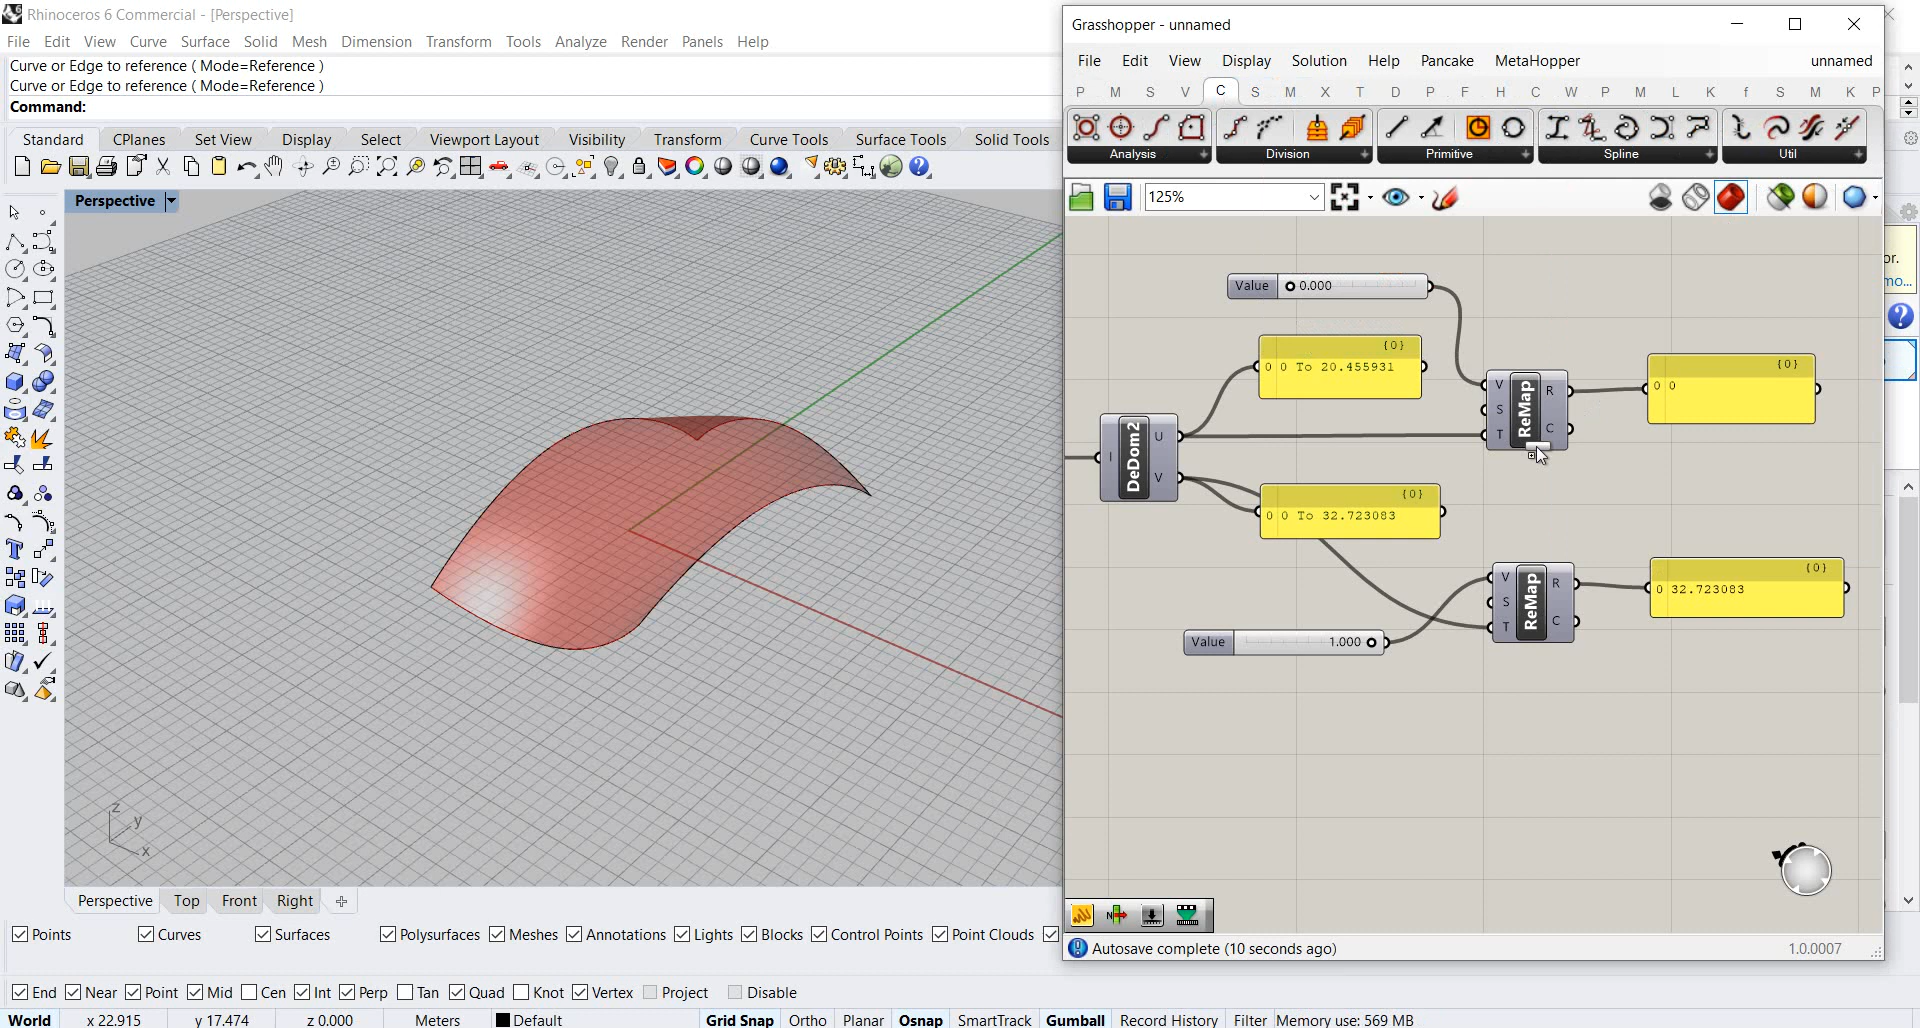 Rhinoceros 6 Commercial - [Perspective]
File Edit View Curve Surface Solid Mesh Dimension Transform Tools Analyze Render Panels Help
Curve or Edge to reference ( Mode=Reference )
Curve or Edge to reference ( Mode=Reference )
Command:
Standard CPlanes Set View Display Select Viewport Layout Visibility Transform Curve Tools Surface Tools Solid Tools
Perspective
z
y
x
Perspective Top Front Right
Points Curves Surfaces Polysurfaces Meshes Annotations Lights Blocks Control Points Point Clouds
End Near Point Mid Cen Int Perp Tan Quad Knot Vertex Project Disable
World x 22.915 y 17.474 z 0.000 Meters Default Grid Snap Ortho Planar Osnap SmartTrack Gumball Record History Filter Memory use: 569 MB
Grasshopper - unnamed
File Edit View Display Solution Help Pancake MetaHopper unnamed
P M S V C S M X T D P F H C W P M L K f S M K P
Analysis Division Primitive Spline Util
125%
Value 0.000
{0}
0 0 To 20.455931
DeDom2
I
U
V
{0}
0 0 To 32.723083
V
S
T
ReMap
R
C
{0}
0 0
V
S
T
ReMap
R
C
{0}
0 32.723083
Value 1.000
Autosave complete (10 seconds ago)
1.0.0007
or.
mo...